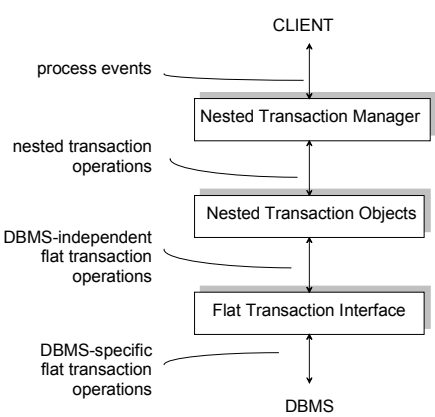 CLIENT
process events
Nested Transaction Manager
nested transaction
operations
Nested Transaction Objects
DBMS-independent
flat transaction
operations
Flat Transaction Interface
DBMS-specific
flat transaction
operations
DBMS